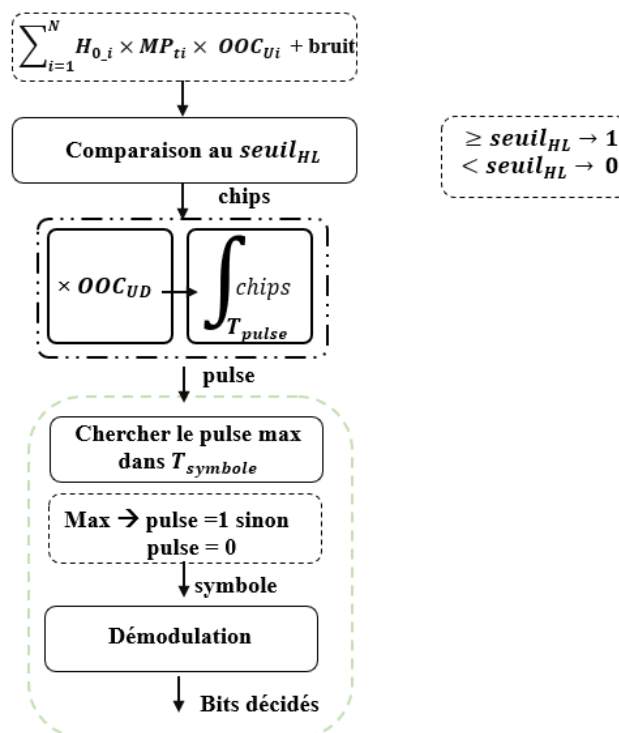 ∑_{i=1}^{N} H_{0_i} × MP_{ti} × OOC_{Ui} + bruit
Comparaison au seuil_{HL}
≥ seuil_{HL} → 1
< seuil_{HL} → 0
chips
× OOC_{UD}
∫_{T_{pulse}} chips
pulse
Chercher le pulse max
dans T_{symbole}
Max → pulse =1 sinon
pulse = 0
symbole
Démodulation
Bits décidés